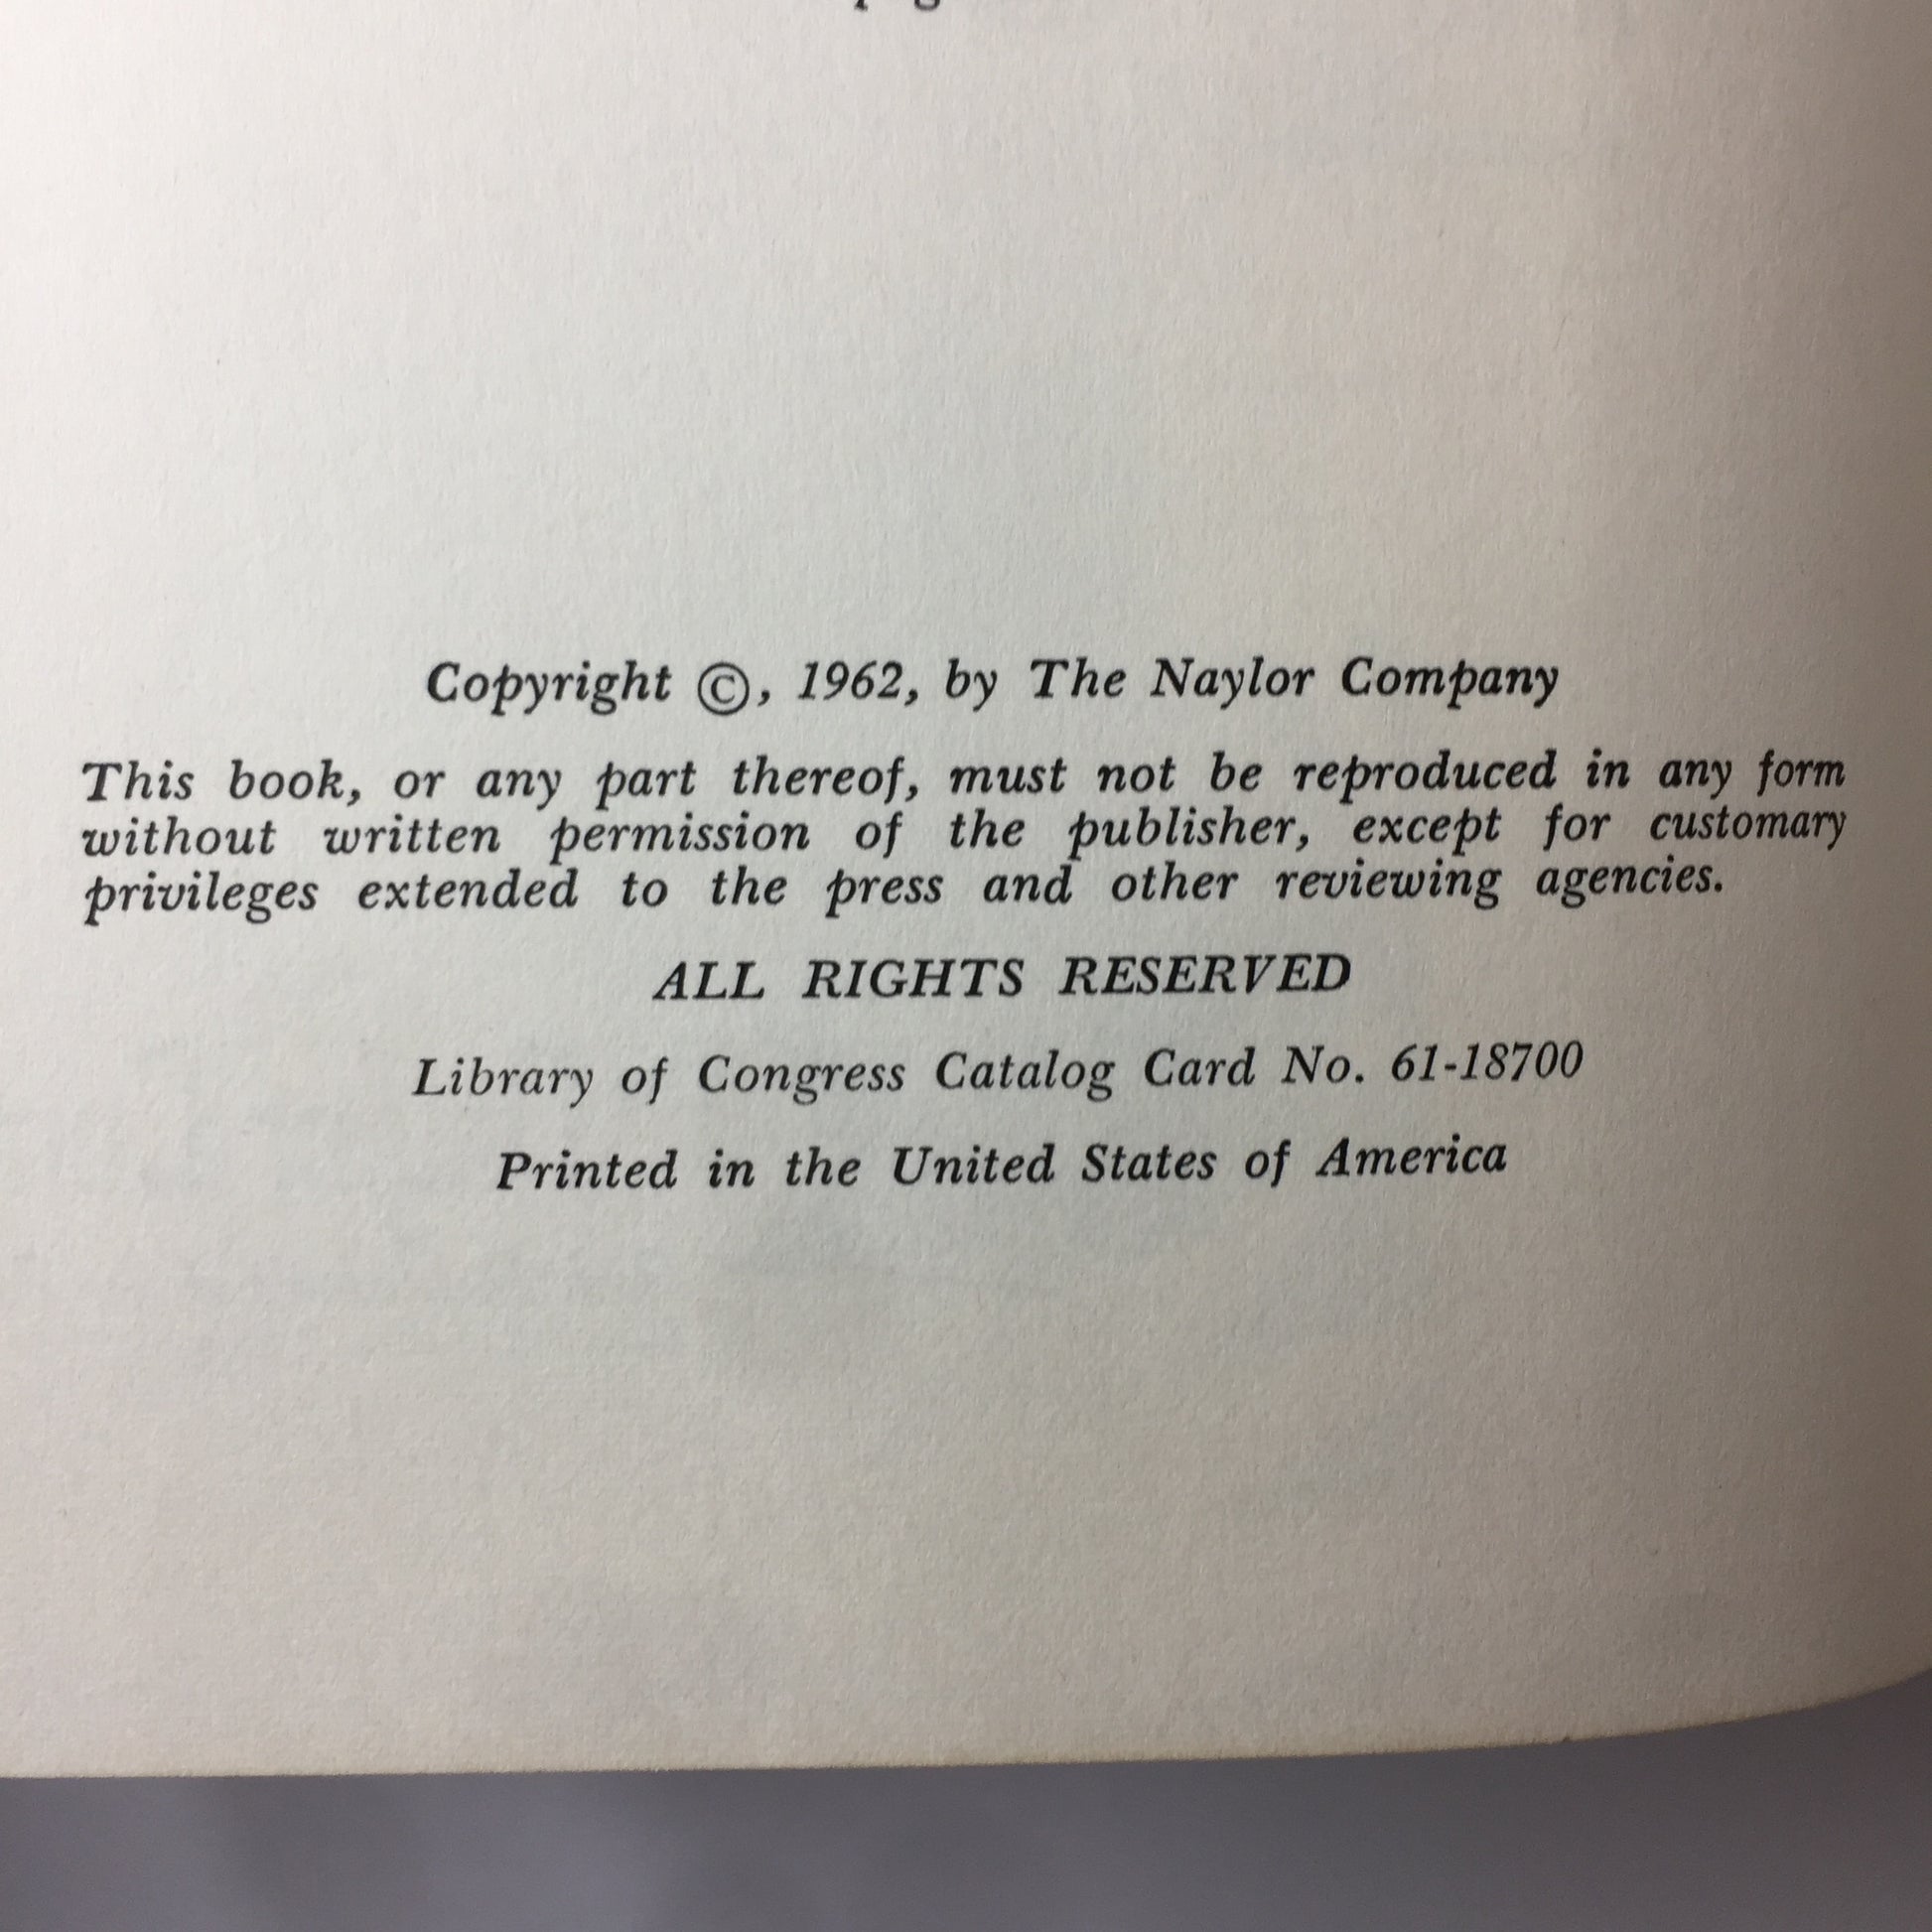 Copyright ©, 1962, by The Naylor Company
This book, or any part thereof, must not be reproduced in any form
without written permission of the publisher, except for customary
privileges extended to the press and other reviewing agencies.
ALL RIGHTS RESERVED
Library of Congress Catalog Card No. 61-18700
Printed in the United States of America